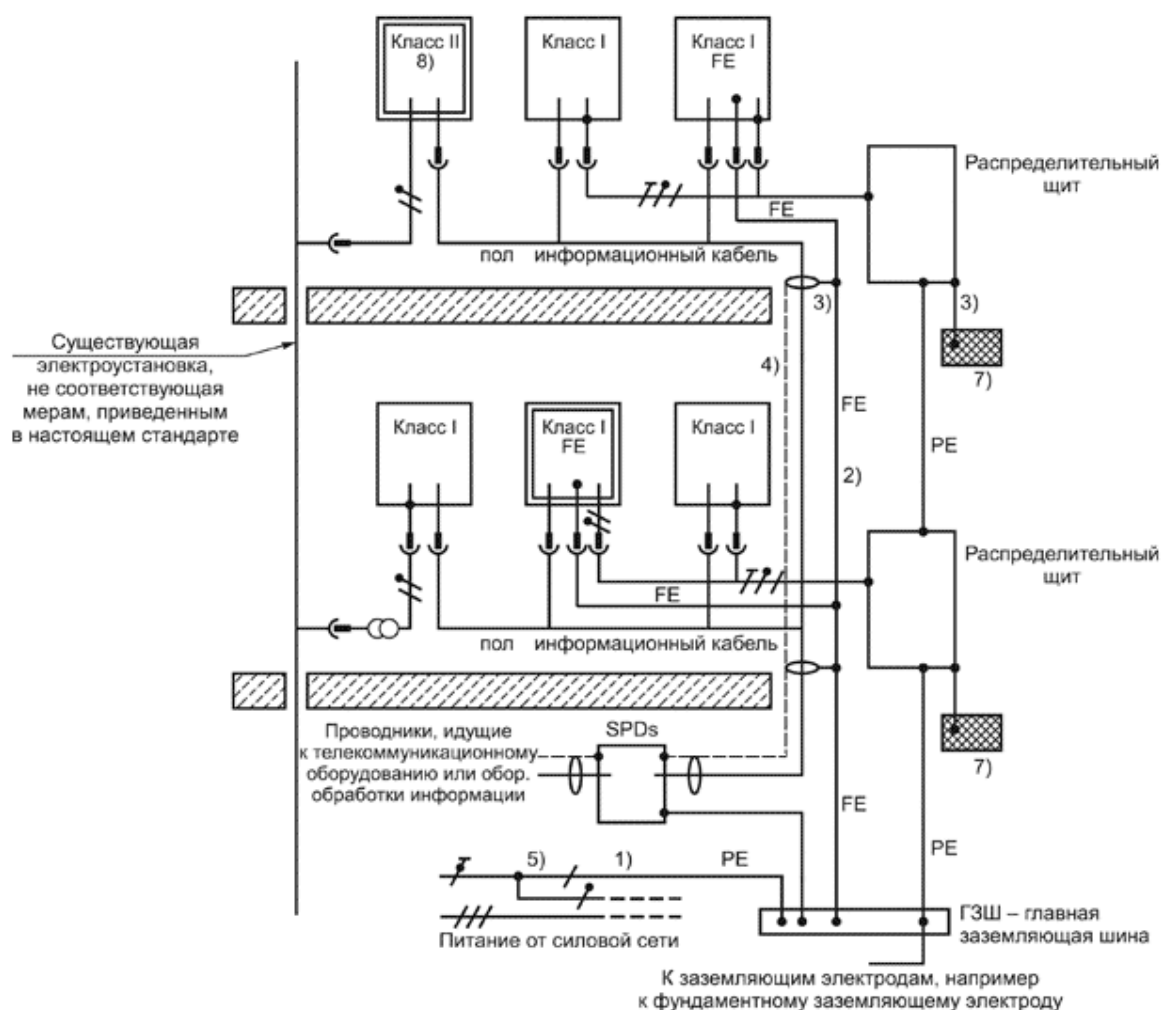 Класс II
8)
Класс I
Класс I
FE
Распределительный
щит
FE
пол информационный кабель
3)
3)
7)
Существующая
электроустановка,
не соответствующая
мерам, приведенным
в настоящем стандарте
4)
FE
PE
2)
Класс I
Класс I
FE
Класс I
Распределительный
щит
FE
пол информационный кабель
7)
Проводники, идущие
к телекоммуникационному
оборудованию или обор.
обработки информации
SPDs
FE
PE
5)
1)
PE
Питание от силовой сети
ГЗШ – главная
заземляющая шина
К заземляющим электродам, например
к фундаментному заземляющему электроду